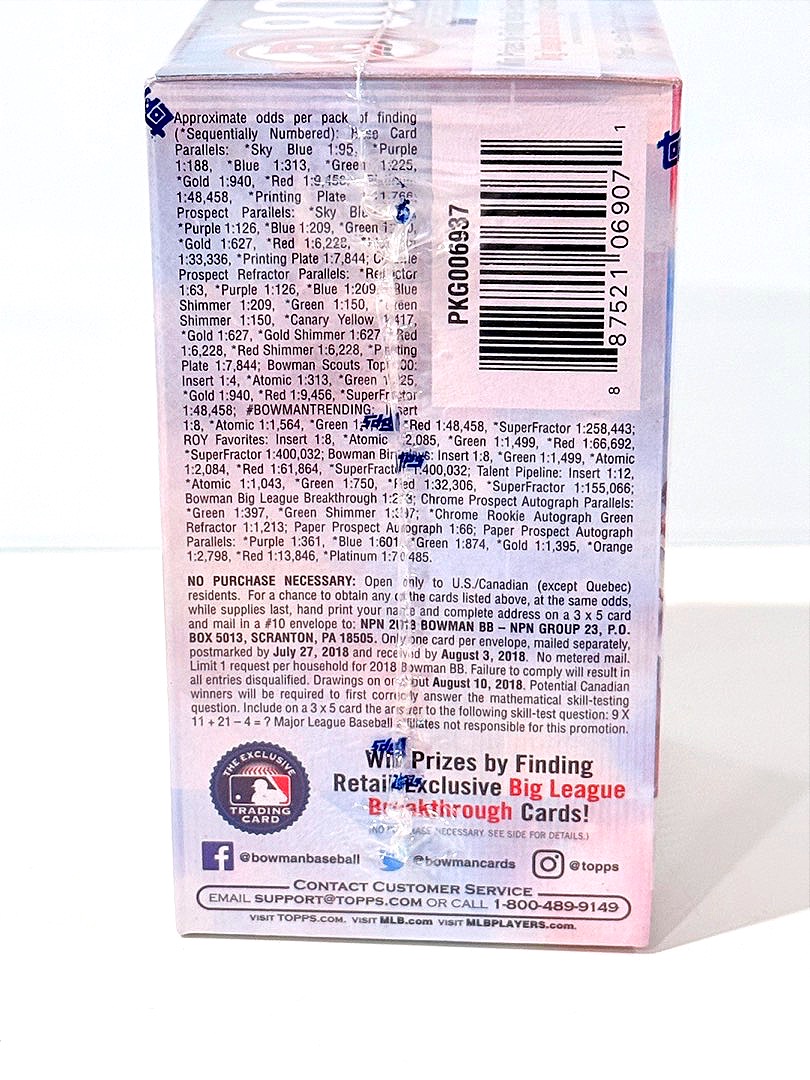 Approximate odds per pack of finding
(*Sequentially Numbered): Base Card
Parallels: *Sky Blue 1:95, *Purple
1:188, *Blue 1:313, *Green 1:225,
*Gold 1:940, *Red 1:9,456,
1:48,458, *Printing Plate
Prospect Parallels: *Sky
*Purple 1:126, *Blue 1:209, *Green
*Gold 1:627, *Red 1:6,228,
1:33,336, *Printing Plate 1:7,844;
Prospect Refractor Parallels:
1:63, *Purple 1:126, *Blue 1:209, Blue
Shimmer 1:209, *Green 1:150, *Green
Shimmer 1:150, *Canary Yellow 1:417,
*Gold 1:627, *Gold Shimmer 1:627, *Red
1:6,228, *Red Shimmer 1:6,228, *Printing
Plate 1:7,844; Bowman Scouts Top 100:
Insert 1:4, *Atomic 1:313, *Green
*Gold 1:940, *Red 1:9,456, *SuperFractor
1:48,458; #BOWMANTRENDING: Insert
1:8, *Atomic 1:1,564, *Green *Red 1:48,458, *SuperFractor 1:258,443;
ROY Favorites: Insert 1:8, *Atomic *Green 1:1,499, *Red 1:66,692,
*SuperFractor 1:400,032; Bowman Insert 1:8, *Green 1:1,499, *Atomic
1:2,084, *Red 1:61,864, *SuperFractor 1:400,032; Talent Pipeline: Insert 1:12,
*Atomic 1:1,043, *Green 1:750, *Red 1:32,306, *SuperFractor 1:155,066;
Bowman Big League Breakthrough Chrome Prospect Autograph Parallels:
*Green 1:397, *Green Shimmer *Chrome Rookie Autograph Green
Refractor 1:1,213; Paper Prospect Autograph 1:66; Paper Prospect Autograph
Parallels: *Purple 1:361, *Blue 1:601, *Green 1:874, *Gold 1:1,395, *Orange
1:2,798, *Red 1:13,846, *Platinum
PKG006937
8 87521 06907 1
NO PURCHASE NECESSARY: Open only to U.S./Canadian (except Quebec)
residents. For a chance to obtain any of the cards listed above, at the same odds,
while supplies last, hand print your name and complete address on a 3 x 5 card
and mail in a #10 envelope to: NPN 2018 BOWMAN BB – NPN GROUP 23, P.O.
BOX 5013, SCRANTON, PA 18505. Only one card per envelope, mailed separately,
postmarked by July 27, 2018 and received by August 3, 2018. No metered mail.
Limit 1 request per household for 2018 Bowman BB. Failure to comply will result in
all entries disqualified. Drawings on or about August 10, 2018. Potential Canadian
winners will be required to first correctly answer the mathematical skill-testing
question. Include on a 3 x 5 card the answer to the following skill-test question: 9 X
11 + 21 – 4 = ? Major League Baseball affiliates not responsible for this promotion.
THE EXCLUSIVE
TRADING
CARD
Win Prizes by Finding
Retail Exclusive Big League
Breakthrough Cards!
(NO PURCHASE NECESSARY. SEE SIDE FOR DETAILS.)
@bowmanbaseball @bowmancards @topps
CONTACT CUSTOMER SERVICE
EMAIL SUPPORT@TOPPS.COM OR CALL 1-800-489-9149
VISIT TOPPS.COM. VISIT MLB.com VISIT MLBPLAYERS.com.